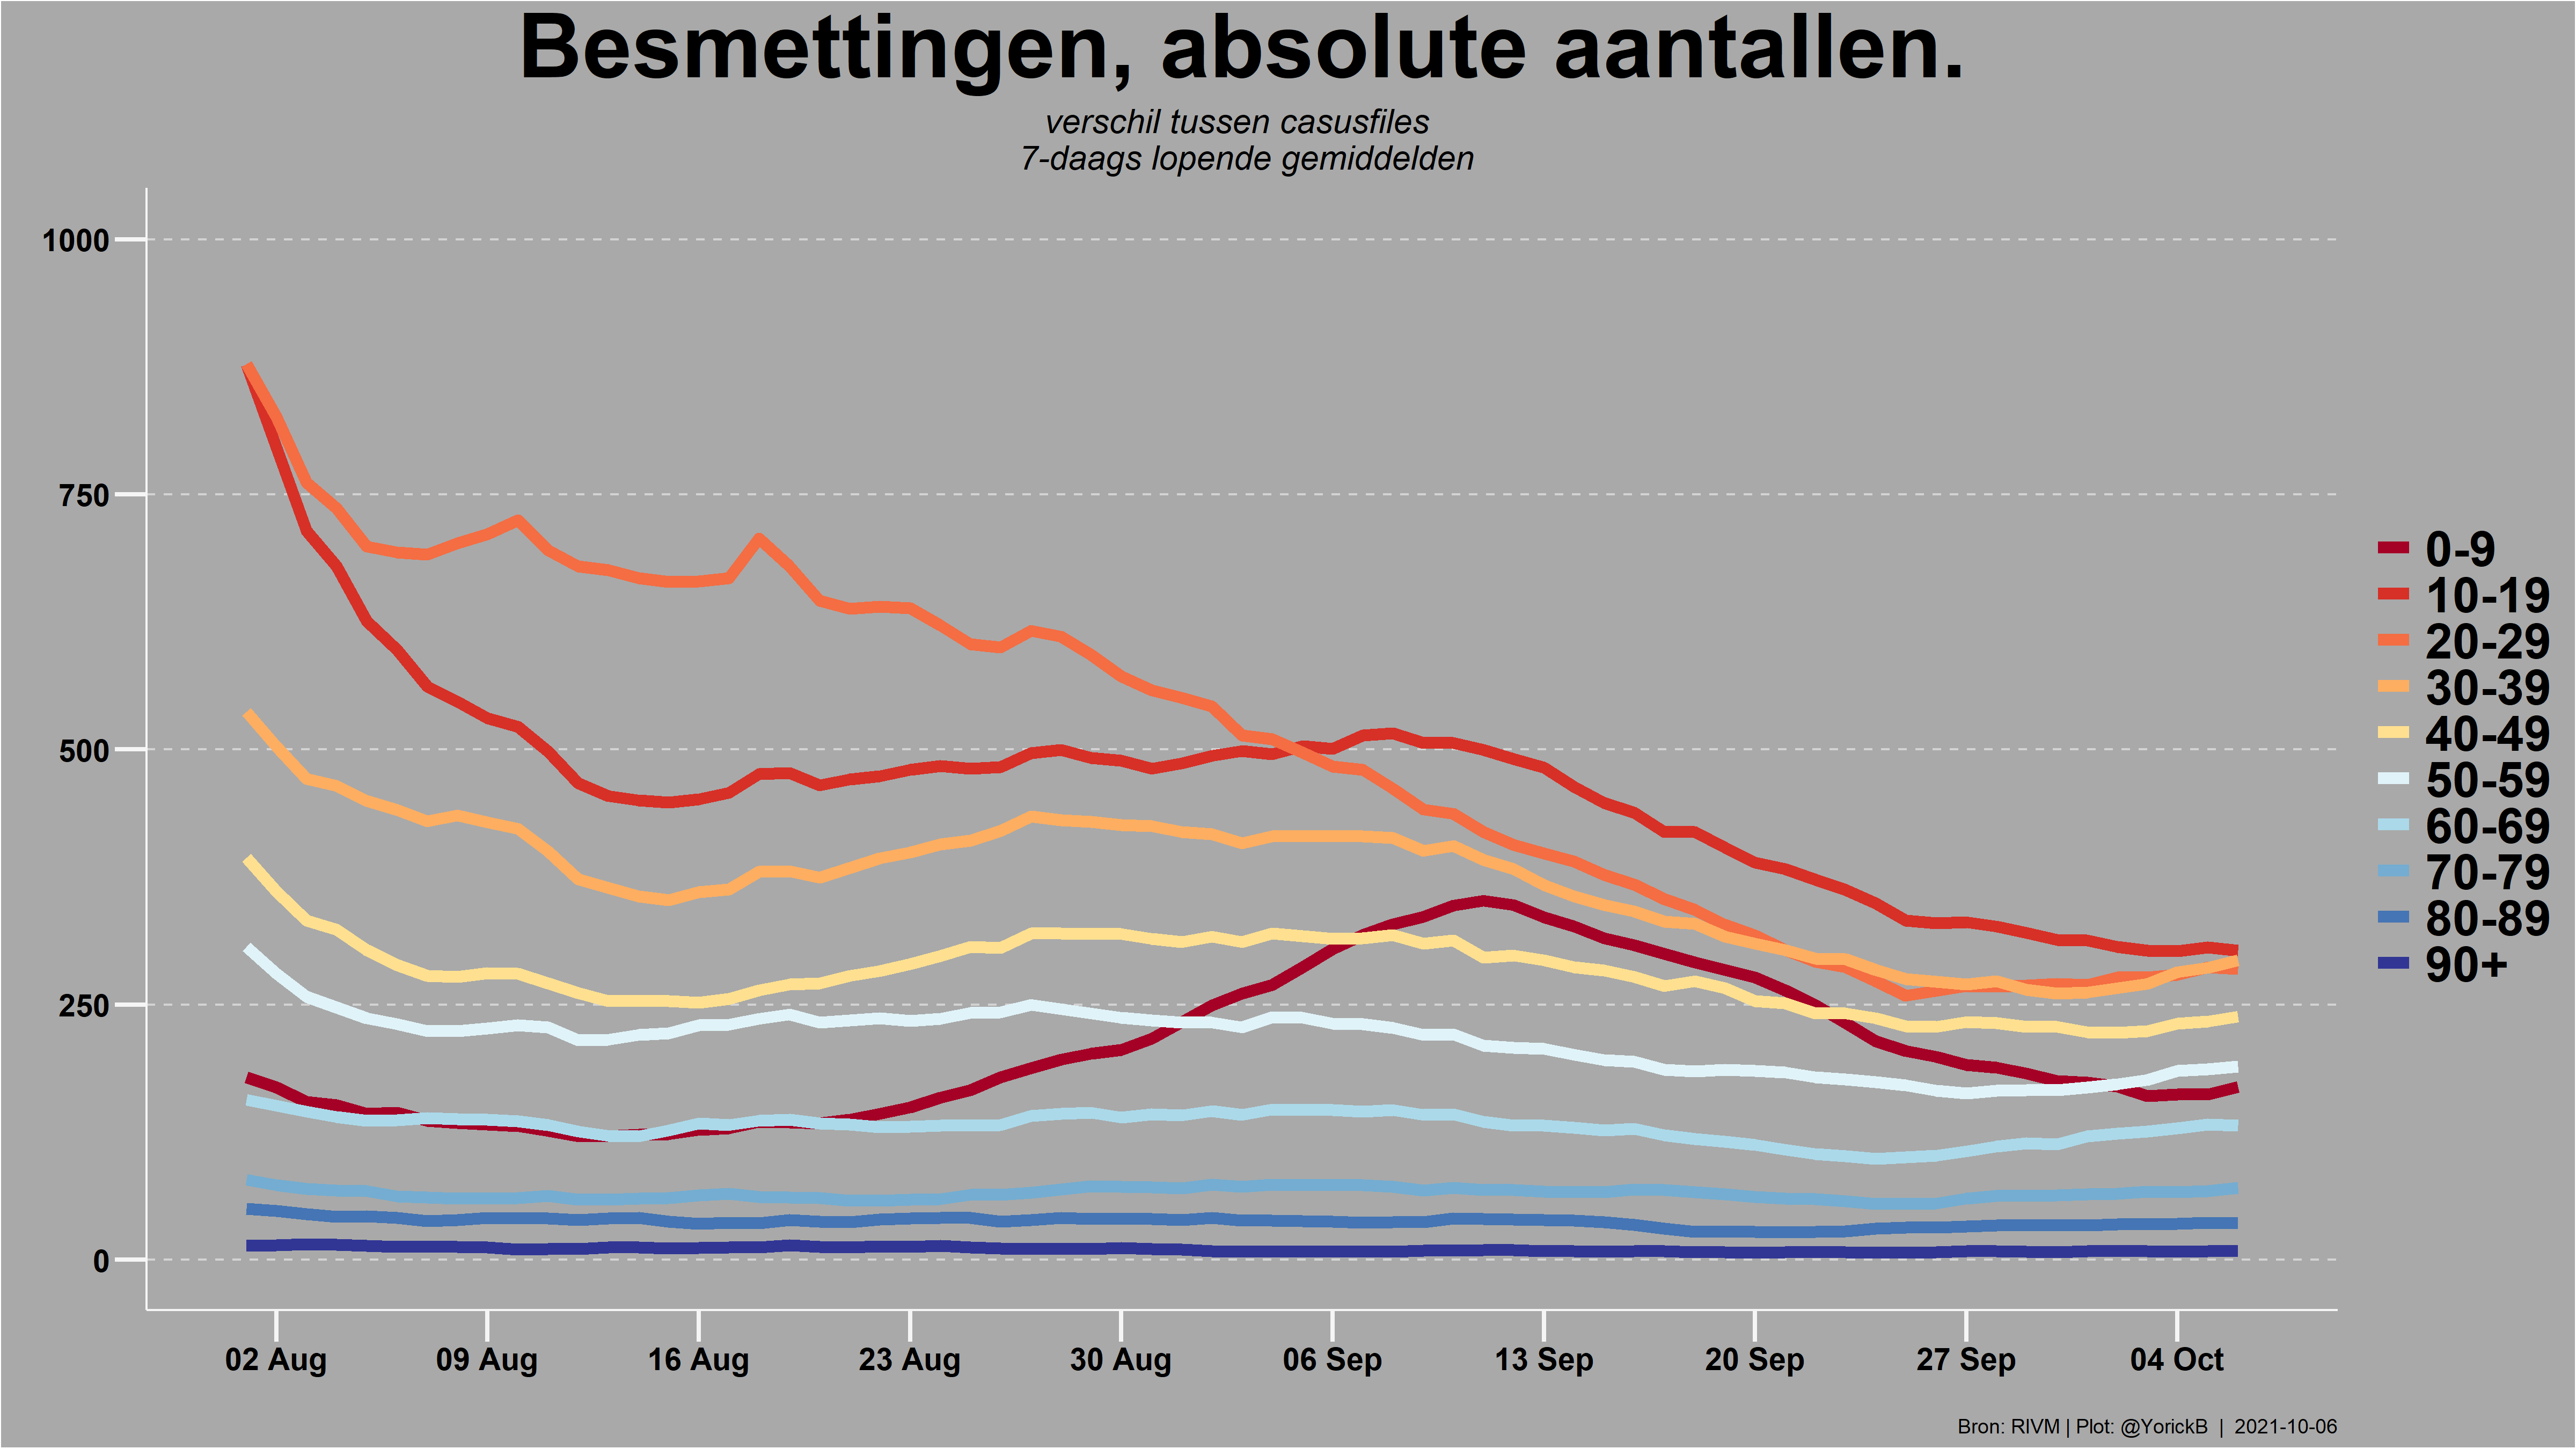 Besmettingen, absolute aantallen.
verschil tussen casusfiles
7-daags lopende gemiddelden
1000
750
500
250
0
02 Aug
09 Aug
16 Aug
23 Aug
30 Aug
06 Sep
13 Sep
20 Sep
27 Sep
04 Oct
0-9
10-19
20-29
30-39
40-49
50-59
60-69
70-79
80-89
90+
Bron: RIVM | Plot: @YorickB | 2021-10-06